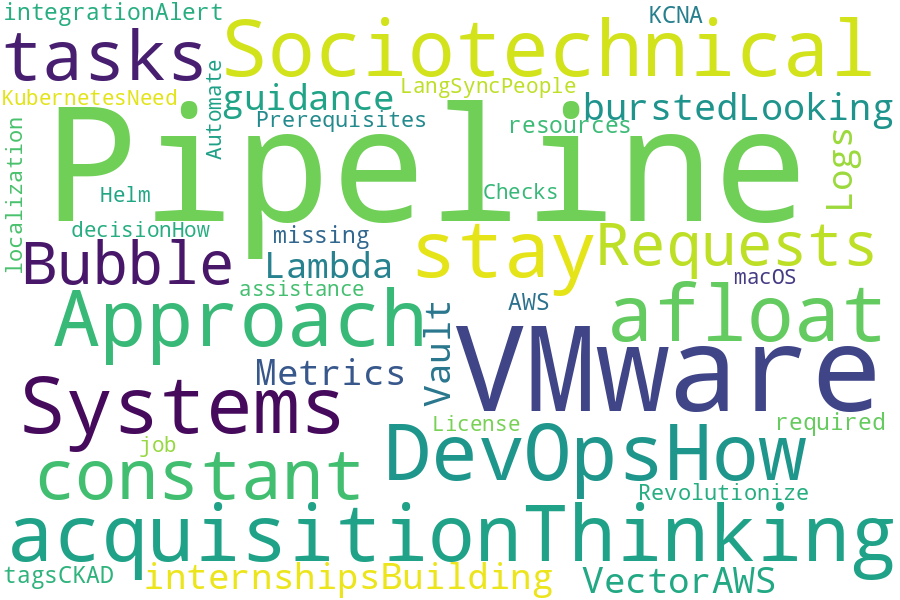 integrationAlert
KCNA
tasks
Sociotechnical
KubernetesNeed
Automate
guidance
LangSyncPeople
burstedLooking
Prerequisites
resources
Pipeline
localization
Logs
Helm
Checks
decisionHow
missing
Bubble
Lambda
stay
Requests
assistance
macOS
Approach
AWS
afloat
Vault
VMware
Metrics
Systems
License
required
job
constant
DevOpsHow
Revolutionize
acquisitionThinking
tagsCKAD
internshipsBuilding
VectorAWS